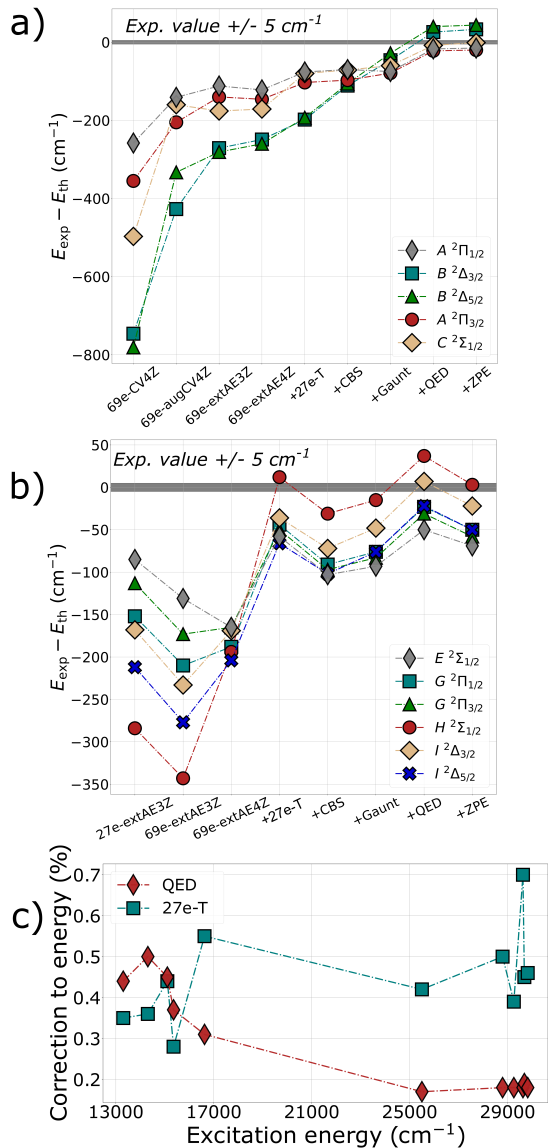 a)
Exp. value +/- 5 cm⁻¹
0
−200
−400
−600
−800
E_exp − E_th (cm⁻¹)
A ²Π₁/₂
B ²Δ₃/₂
B ²Δ₅/₂
A ²Π₃/₂
C ²Σ₁/₂
69e-CV4Z
69e-augCV4Z
69e-extAE3Z
69e-extAE4Z
+27e-T
+CBS
+Gaunt
+QED
+ZPE
b)
Exp. value +/- 5 cm⁻¹
50
0
−50
−100
−150
−200
−250
−300
−350
E_exp − E_th (cm⁻¹)
E ²Σ₁/₂
G ²Π₁/₂
G ²Π₃/₂
H ²Σ₁/₂
I ²Δ₃/₂
I ²Δ₅/₂
27e-extAE3Z
69e-extAE3Z
69e-extAE4Z
+27e-T
+CBS
+Gaunt
+QED
+ZPE
c)
QED
27e-T
0.7
0.6
0.5
0.4
0.3
0.2
Correction to energy (%)
13000
17000
21000
25000
29000
Excitation energy (cm⁻¹)